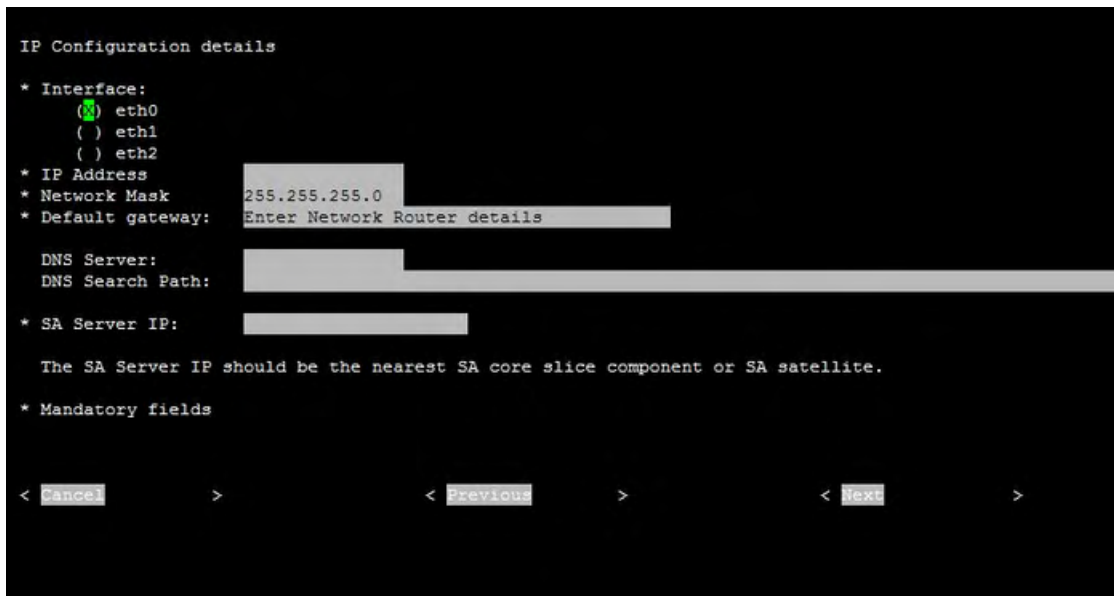 IP Configuration details
* Interface:
(X) eth0
( ) eth1
( ) eth2
* IP Address
* Network Mask 255.255.255.0
* Default gateway: Enter Network Router details
DNS Server:
DNS Search Path:
* SA Server IP:
The SA Server IP should be the nearest SA core slice component or SA satellite.
* Mandatory fields
< Cancel > < Previous > < Next >